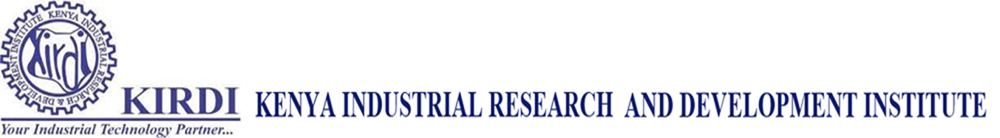 KENYA INDUSTRIAL RESEARCH & DEVELOPMENT INSTITUTE
Kirdi
KIRDI
KENYA INDUSTRIAL RESEARCH AND DEVELOPMENT INSTITUTE
Your Industrial Technology Partner...